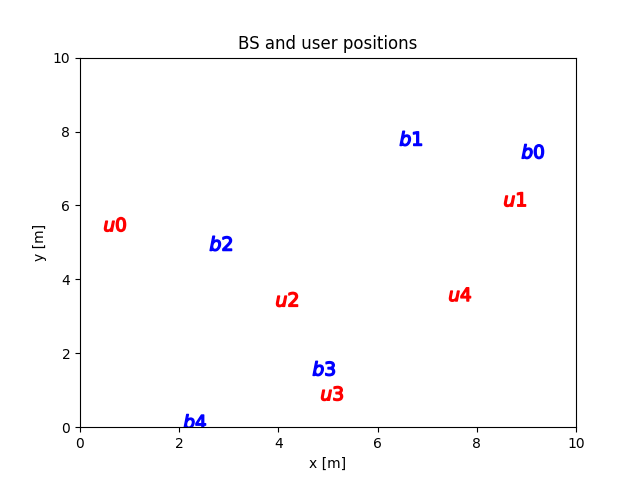 BS and user positions
10
b1
8
b0
6
u1
u0
b2
y [m]
4
u2
u4
2
b3
u3
b4
0
0 2 4 6 8 10
x [m]